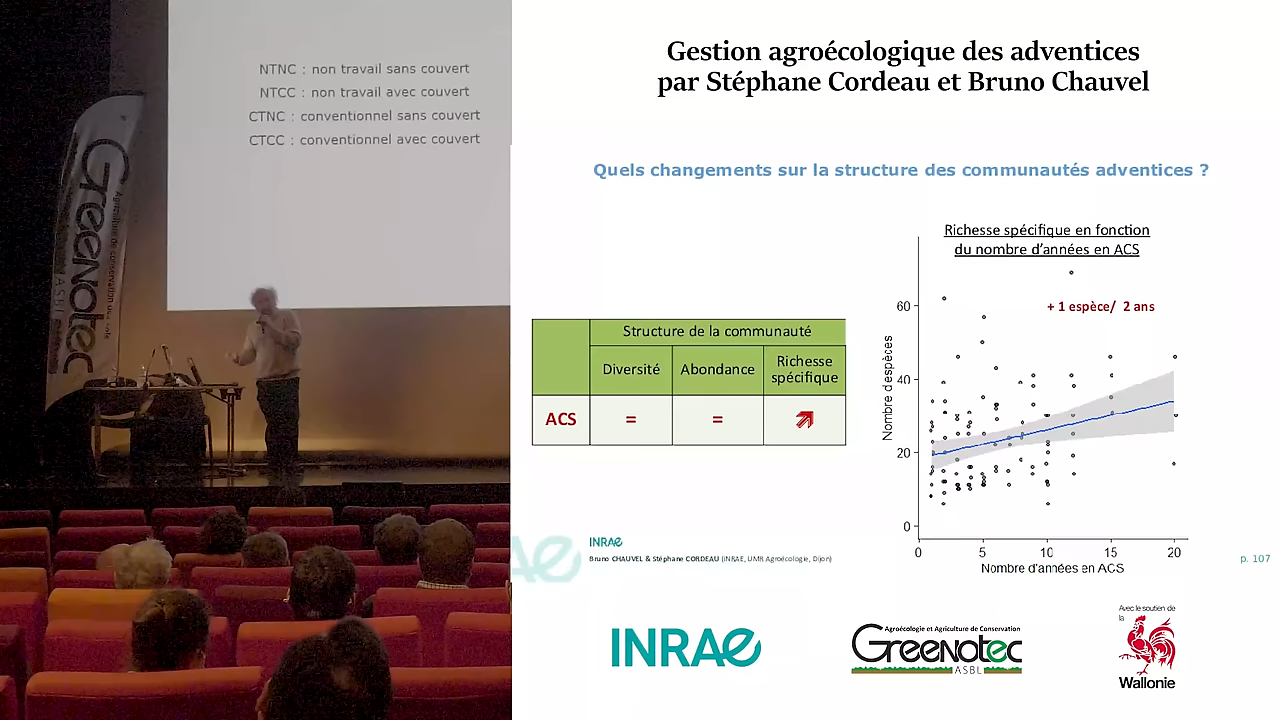 NTNC : non travail sans couvert
NTCC : non travail avec couvert
CTNC : conventionnel sans couvert
CTCC : conventionnel avec couvert
Greenotec
ASBL
Gestion agroécologique des adventices
par Stéphane Cordeau et Bruno Chauvel
Quels changements sur la structure des communautés adventices ?
Structure de la communauté
Diversité
Abondance
Richesse
spécifique
ACS
=
=
Richesse spécifique en fonction
du nombre d'années en ACS
+ 1 espèce/ 2 ans
Nombre d'espèces
60
40
20
0
0
5
10
15
20
Nombre d'années en ACS
INRAE
Bruno CHAUVEL & Stéphane CORDEAU (INRAE, UMR Agroécologie, Dijon)
p. 107
INRAE
Agroécologie et Agriculture de Conservation
Greenotec
ASBL
Avec le soutien de
la
Wallonie